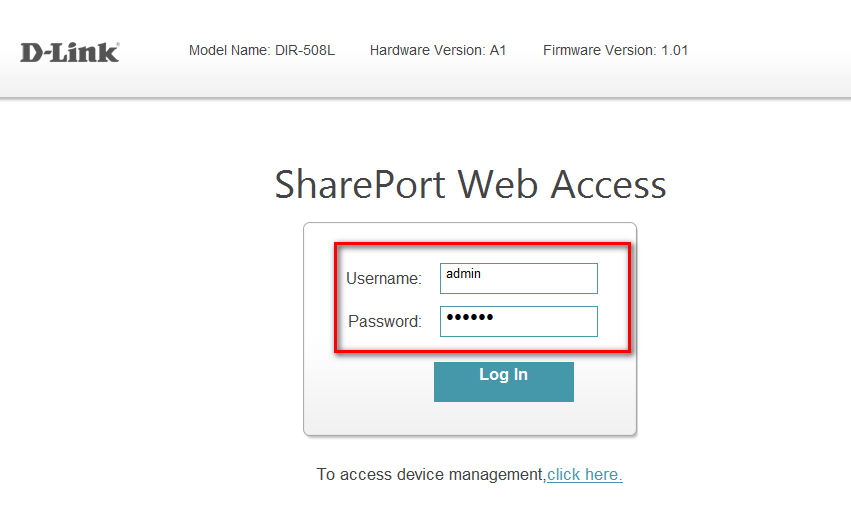 D-Link Model Name: DIR-508L Hardware Version: A1 Firmware Version: 1.01
SharePort Web Access
Username: admin
Password: ••••••
Log In
To access device management,click here.